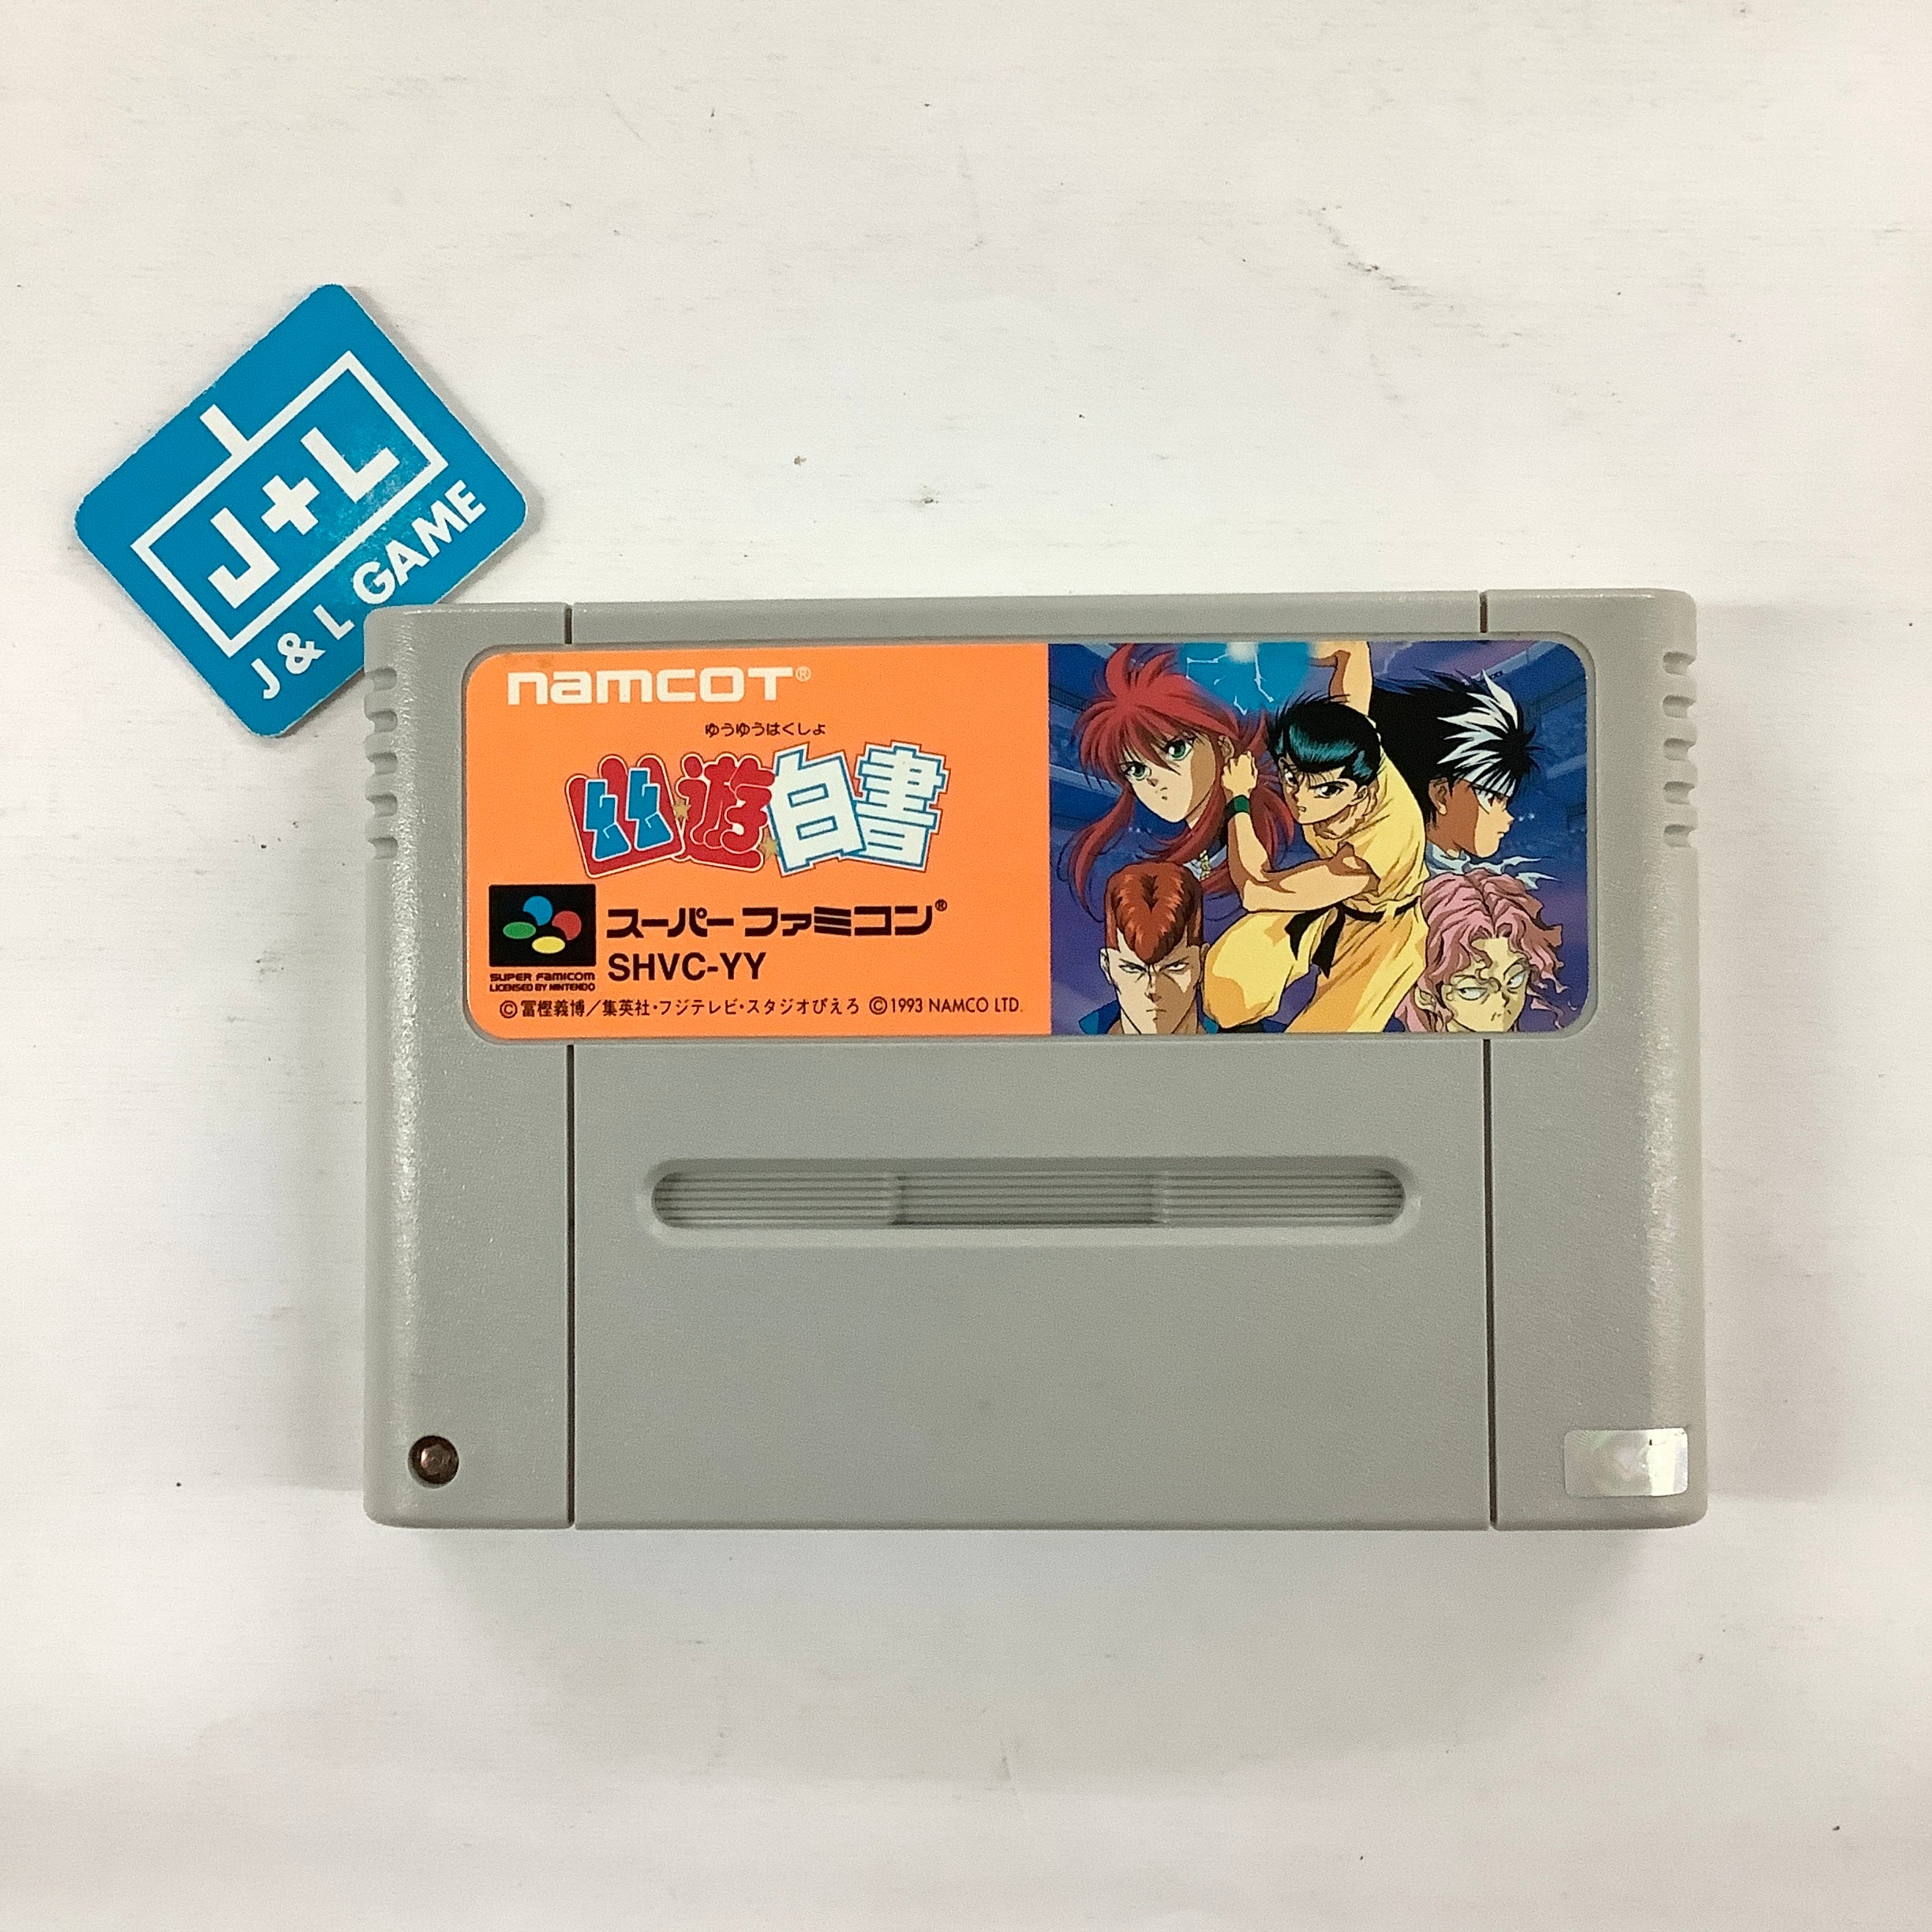 J+L
J & L GAME
namcot®
ゆうゆうはくしょ
幽遊白書
スーパーファミコン®
SHVC-YY
SUPER FAMICOM
LICENSED BY NINTENDO
©冨樫義博／集英社・フジテレビ・スタジオぴえろ ©1993 NAMCO LTD.